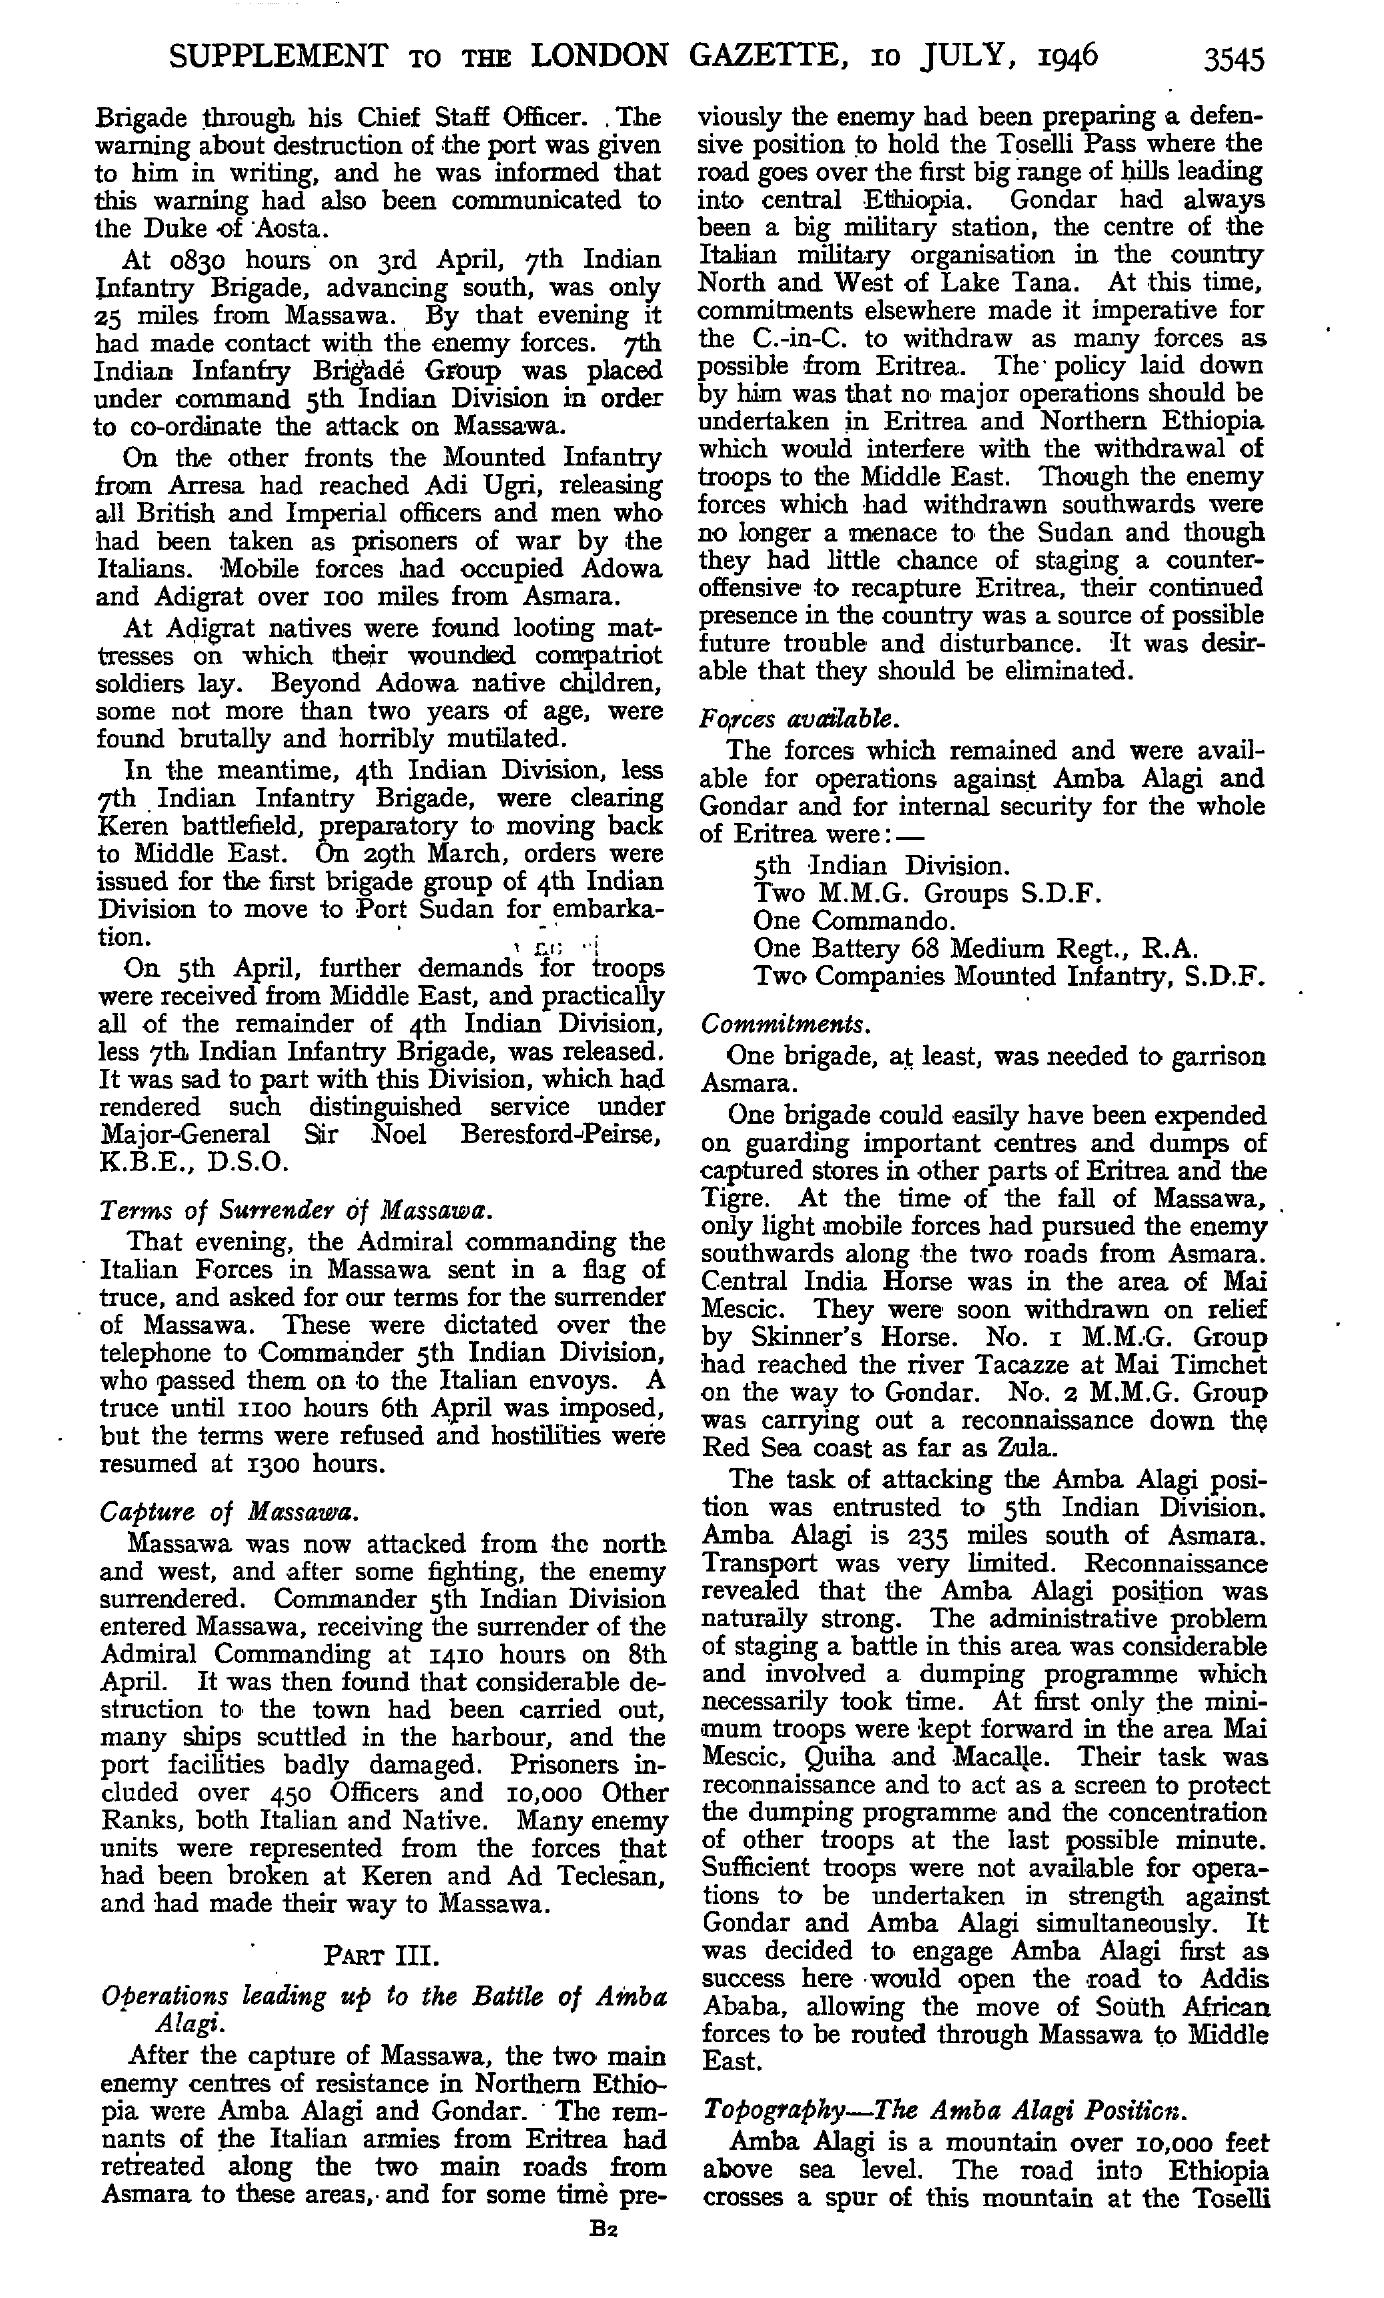 SUPPLEMENT TO THE LONDON GAZETTE, 10 JULY, 1946 3545
Brigade through his Chief Staff Officer. The
warning about destruction of the port was given
to him in writing, and he was informed that
this warning had also been communicated to
the Duke of Aosta.
At 0830 hours on 3rd April, 7th Indian
Infantry Brigade, advancing south, was only
25 miles from Massawa. By that evening it
had made contact with the enemy forces. 7th
Indian Infantry Brigade Group was placed
under command 5th Indian Division in order
to co-ordinate the attack on Massawa.
On the other fronts the Mounted Infantry
from Arresa had reached Adi Ugri, releasing
all British and Imperial officers and men who
had been taken as prisoners of war by the
Italians. Mobile forces had occupied Adowa
and Adigrat over 100 miles from Asmara.
At Adigrat natives were found looting mat-
tresses on which their wounded compatriot
soldiers lay. Beyond Adowa native children,
some not more than two years of age, were
found brutally and horribly mutilated.
In the meantime, 4th Indian Division, less
7th Indian Infantry Brigade, were clearing
Keren battlefield, preparatory to moving back
to Middle East. On 29th March, orders were
issued for the first brigade group of 4th Indian
Division to move to Port Sudan for embarka-
tion.
On 5th April, further demands for troops
were received from Middle East, and practically
all of the remainder of 4th Indian Division,
less 7th Indian Infantry Brigade, was released.
It was sad to part with this Division, which had
rendered such distinguished service under
Major-General Sir Noel Beresford-Peirse,
K.B.E., D.S.O.
Terms of Surrender of Massawa.
That evening, the Admiral commanding the
Italian Forces in Massawa sent in a flag of
truce, and asked for our terms for the surrender
of Massawa. These were dictated over the
telephone to Commander 5th Indian Division,
who passed them on to the Italian envoys. A
truce until 1100 hours 6th April was imposed,
but the terms were refused and hostilities were
resumed at 1300 hours.
Capture of Massawa.
Massawa was now attacked from the north
and west, and after some fighting, the enemy
surrendered. Commander 5th Indian Division
entered Massawa, receiving the surrender of the
Admiral Commanding at 1410 hours on 8th
April. It was then found that considerable de-
struction to the town had been carried out,
many ships scuttled in the harbour, and the
port facilities badly damaged. Prisoners in-
cluded over 450 Officers and 10,000 Other
Ranks, both Italian and Native. Many enemy
units were represented from the forces that
had been broken at Keren and Ad Teclesan,
and had made their way to Massawa.
PART III.
Operations leading up to the Battle of Amba
Alagi.
After the capture of Massawa, the two main
enemy centres of resistance in Northern Ethio-
pia were Amba Alagi and Gondar. The rem-
nants of the Italian armies from Eritrea had
retreated along the two main roads from
Asmara to these areas, and for some time pre-
viously the enemy had been preparing a defen-
sive position to hold the Toselli Pass where the
road goes over the first big range of hills leading
into central Ethiopia. Gondar had always
been a big military station, the centre of the
Italian military organisation in the country
North and West of Lake Tana. At this time,
commitments elsewhere made it imperative for
the C.-in-C. to withdraw as many forces as
possible from Eritrea. The policy laid down
by him was that no major operations should be
undertaken in Eritrea and Northern Ethiopia
which would interfere with the withdrawal of
troops to the Middle East. Though the enemy
forces which had withdrawn southwards were
no longer a menace to the Sudan and though
they had little chance of staging a counter-
offensive to recapture Eritrea, their continued
presence in the country was a source of possible
future trouble and disturbance. It was desir-
able that they should be eliminated.
Forces available.
The forces which remained and were avail-
able for operations against Amba Alagi and
Gondar and for internal security for the whole
of Eritrea were:—
5th Indian Division.
Two M.M.G. Groups S.D.F.
One Commando.
One Battery 68 Medium Regt., R.A.
Two Companies Mounted Infantry, S.D.F.
Commitments.
One brigade, at least, was needed to garrison
Asmara.
One brigade could easily have been expended
on guarding important centres and dumps of
captured stores in other parts of Eritrea and the
Tigre. At the time of the fall of Massawa,
only light mobile forces had pursued the enemy
southwards along the two roads from Asmara.
Central India Horse was in the area of Mai
Mescic. They were soon withdrawn on relief
by Skinner's Horse. No. 1 M.M.G. Group
had reached the river Tacazze at Mai Timchet
on the way to Gondar. No. 2 M.M.G. Group
was carrying out a reconnaissance down the
Red Sea coast as far as Zula.
The task of attacking the Amba Alagi posi-
tion was entrusted to 5th Indian Division.
Amba Alagi is 235 miles south of Asmara.
Transport was very limited. Reconnaissance
revealed that the Amba Alagi position was
naturally strong. The administrative problem
of staging a battle in this area was considerable
and involved a dumping programme which
necessarily took time. At first only the mini-
mum troops were kept forward in the area Mai
Mescic, Quiha and Macalle. Their task was
reconnaissance and to act as a screen to protect
the dumping programme and the concentration
of other troops at the last possible minute.
Sufficient troops were not available for opera-
tions to be undertaken in strength against
Gondar and Amba Alagi simultaneously. It
was decided to engage Amba Alagi first as
success here would open the road to Addis
Ababa, allowing the move of South African
forces to be routed through Massawa to Middle
East.
Topography—The Amba Alagi Position.
Amba Alagi is a mountain over 10,000 feet
above sea level. The road into Ethiopia
crosses a spur of this mountain at the Toselli
B2